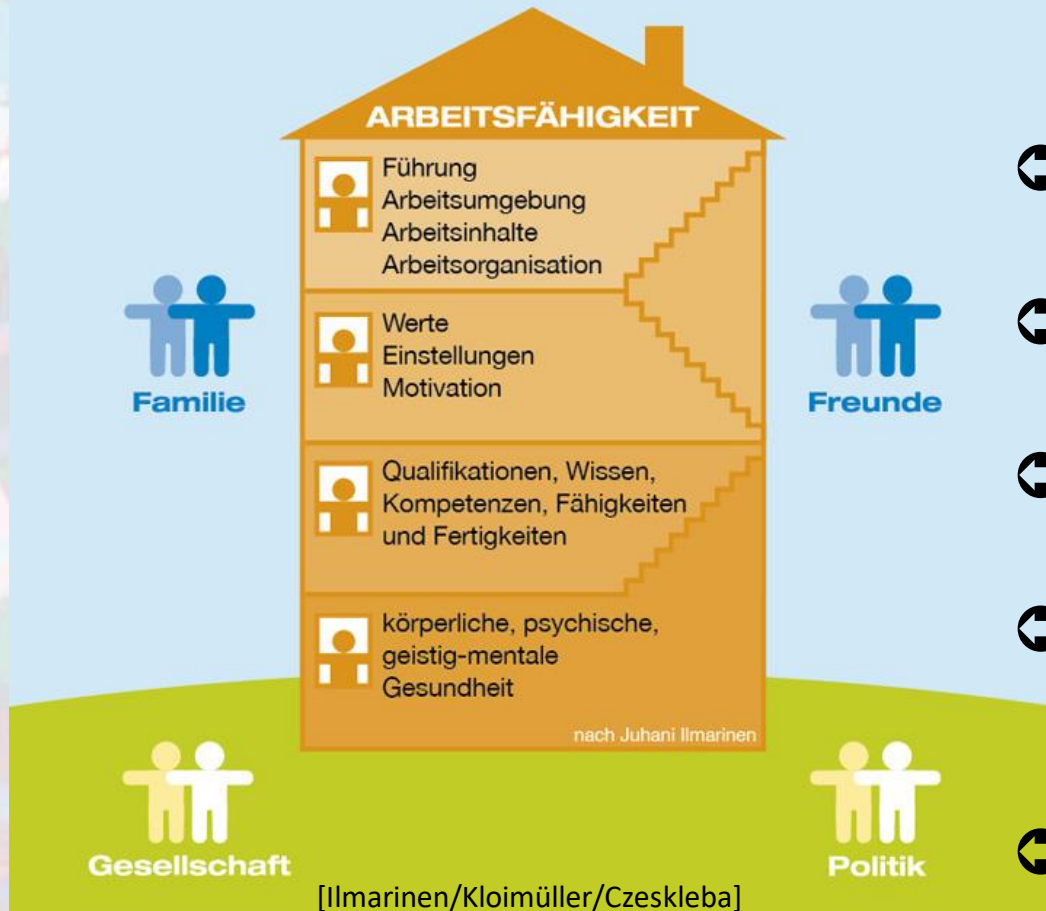 ARBEITSFÄHIGKEIT
Führung
Arbeitsumgebung
Arbeitsinhalte
Arbeitsorganisation
Werte
Einstellungen
Motivation
Familie
Freunde
Qualifikationen, Wissen,
Kompetenzen, Fähigkeiten
und Fertigkeiten
körperliche, psychische,
geistig-mentale
Gesundheit
nach Juhani Ilmarinen
Gesellschaft
Politik
[Ilmarinen/Kloimüller/Czeskleba]